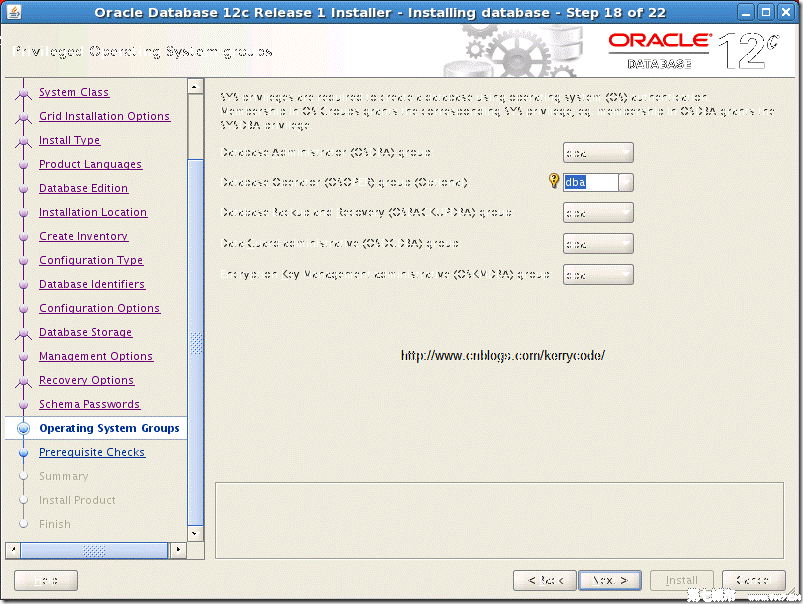 Oracle Database 12c Release 1 Installer - Installing database - Step 18 of 22
Privileged Operating System groups
ORACLE
DATABASE
12c
System Class
Grid Installation Options
Install Type
Product Languages
Database Edition
Installation Location
Create Inventory
Configuration Type
Database Identifiers
Configuration Options
Database Storage
Management Options
Recovery Options
Schema Passwords
Operating System Groups
Prerequisite Checks
Summary
Install Product
Finish
SYS privileges are required to create a database using operating system (OS) authentication.
Membership in OS Groups grants the corresponding SYS privilege, eg. membership in OSDBA grants the
SYSDBA privilege.
Database Administrator (OSDBA) group
dba
Database Operator (OSOPER) group (Optional)
dba
Database Backup and Recovery (OSBACKUPDBA) group
dba
Data Guard administrative (OSDGDBA) group
dba
Encryption Key Management administrative (OSKMDBA) group
dba
http://www.cnblogs.com/kerrycode/
Help
< Back
Next >
Install
Cancel